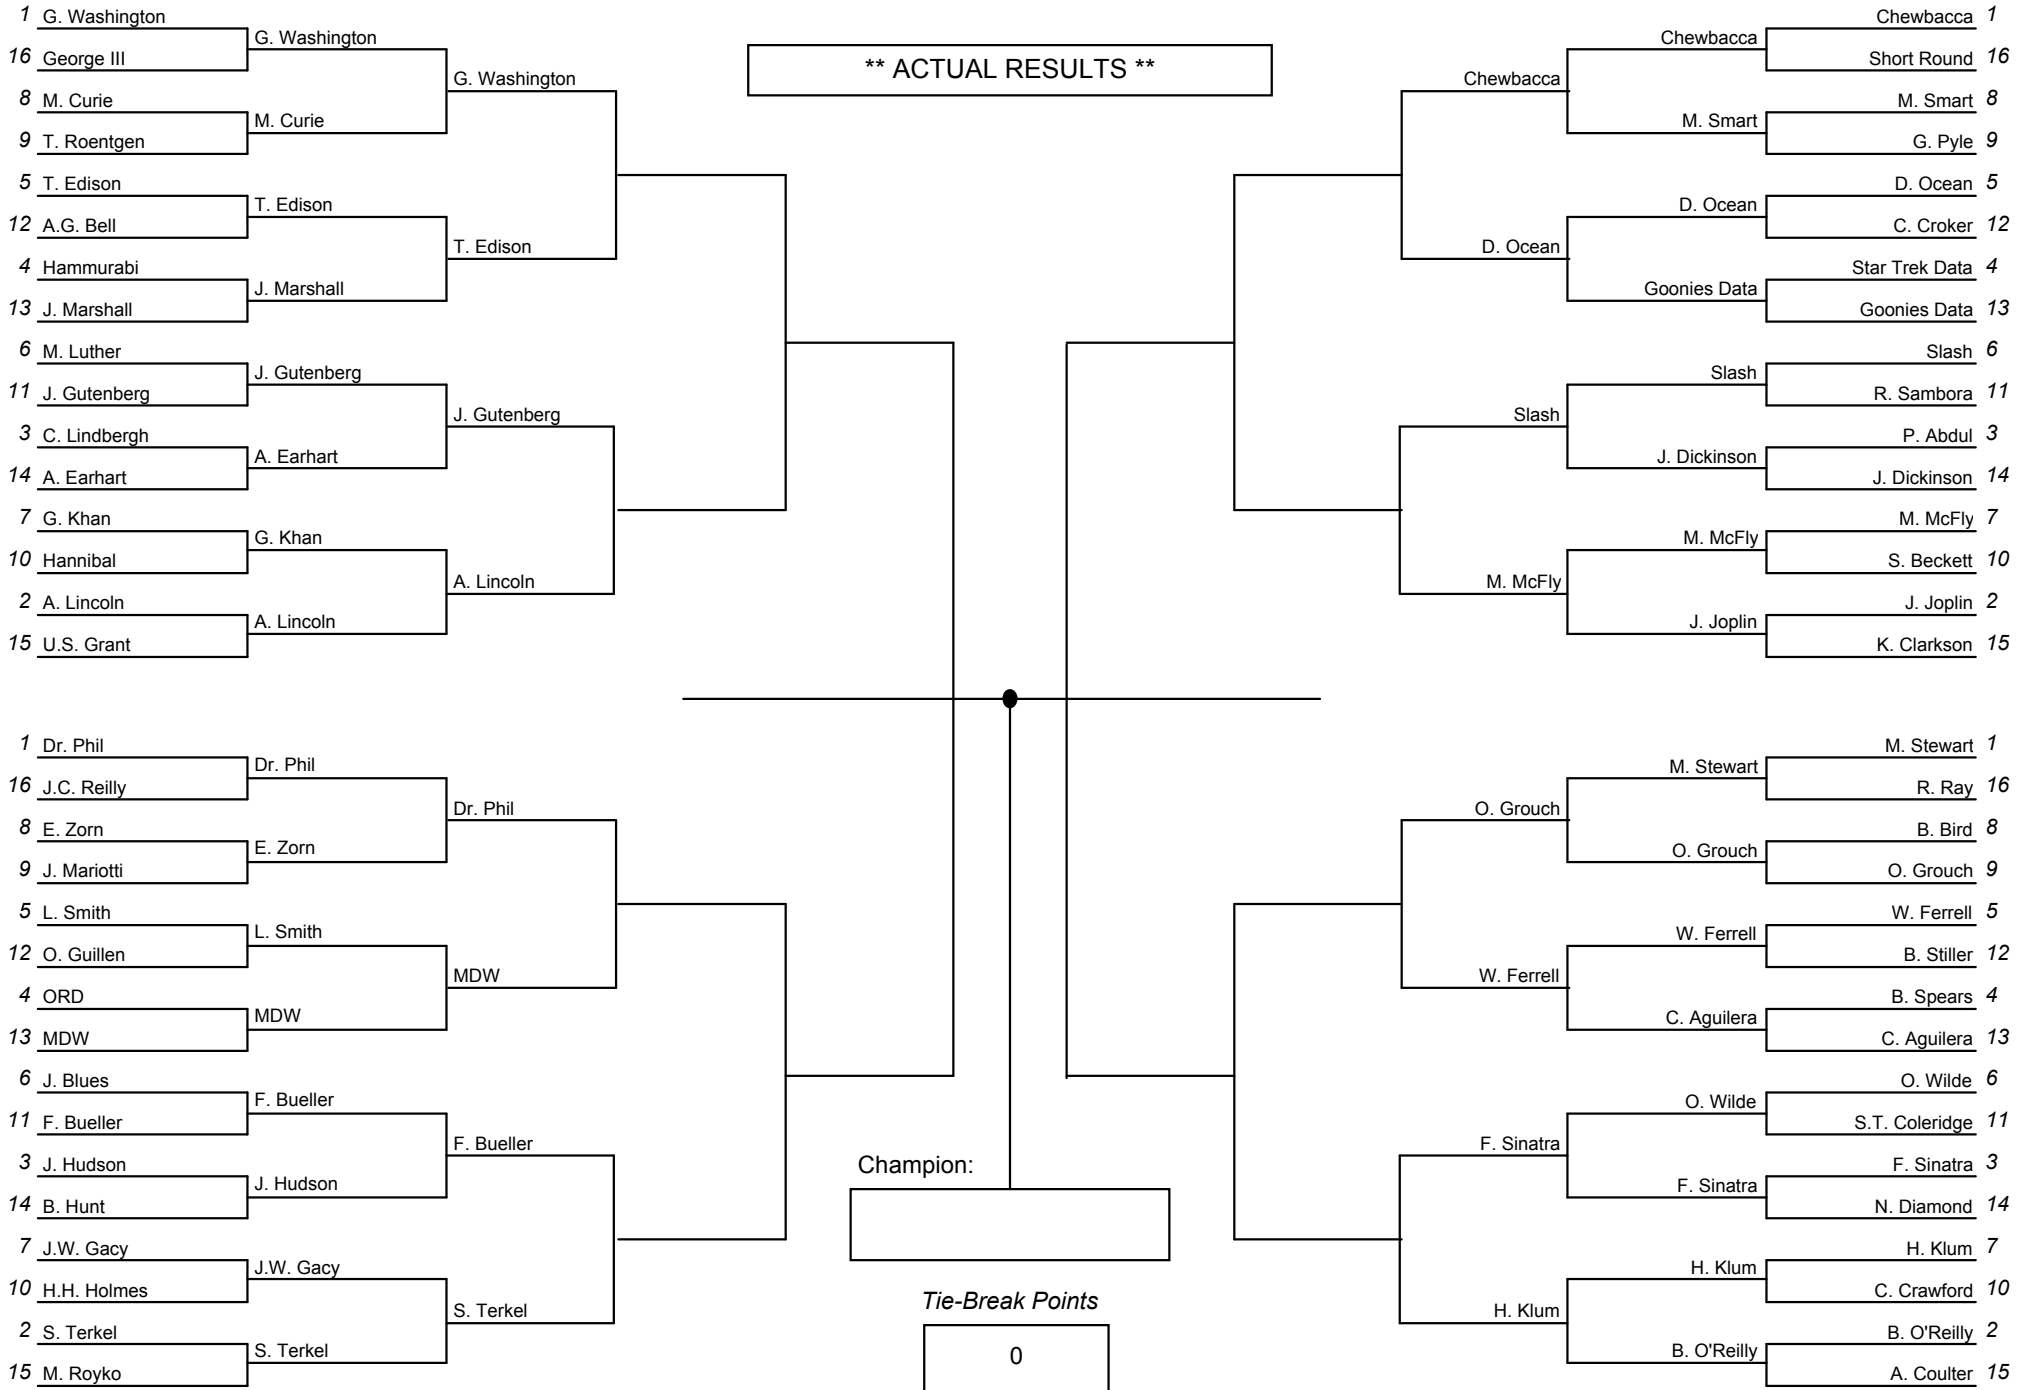 ** ACTUAL RESULTS **
1 G. Washington
16 George III
8 M. Curie
9 T. Roentgen
5 T. Edison
12 A.G. Bell
4 Hammurabi
13 J. Marshall
6 M. Luther
11 J. Gutenberg
3 C. Lindbergh
14 A. Earhart
7 G. Khan
10 Hannibal
2 A. Lincoln
15 U.S. Grant
G. Washington
M. Curie
T. Edison
J. Marshall
J. Gutenberg
A. Earhart
G. Khan
A. Lincoln
G. Washington
T. Edison
J. Gutenberg
A. Lincoln
Chewbacca
D. Ocean
Slash
M. McFly
Chewbacca
M. Smart
D. Ocean
Goonies Data
Slash
J. Dickinson
M. McFly
J. Joplin
Chewbacca 1
Short Round 16
M. Smart 8
G. Pyle 9
D. Ocean 5
C. Croker 12
Star Trek Data 4
Goonies Data 13
Slash 6
R. Sambora 11
P. Abdul 3
J. Dickinson 14
M. McFly 7
S. Beckett 10
J. Joplin 2
K. Clarkson 15
1 Dr. Phil
16 J.C. Reilly
8 E. Zorn
9 J. Mariotti
5 L. Smith
12 O. Guillen
4 ORD
13 MDW
6 J. Blues
11 F. Bueller
3 J. Hudson
14 B. Hunt
7 J.W. Gacy
10 H.H. Holmes
2 S. Terkel
15 M. Royko
Dr. Phil
E. Zorn
L. Smith
MDW
F. Bueller
J. Hudson
J.W. Gacy
S. Terkel
Dr. Phil
MDW
F. Bueller
S. Terkel
Champion:
Tie-Break Points
0
O. Grouch
W. Ferrell
F. Sinatra
H. Klum
M. Stewart
O. Grouch
W. Ferrell
C. Aguilera
O. Wilde
F. Sinatra
H. Klum
B. O'Reilly
M. Stewart 1
R. Ray 16
B. Bird 8
O. Grouch 9
W. Ferrell 5
B. Stiller 12
B. Spears 4
C. Aguilera 13
O. Wilde 6
S.T. Coleridge 11
F. Sinatra 3
N. Diamond 14
H. Klum 7
C. Crawford 10
B. O'Reilly 2
A. Coulter 15